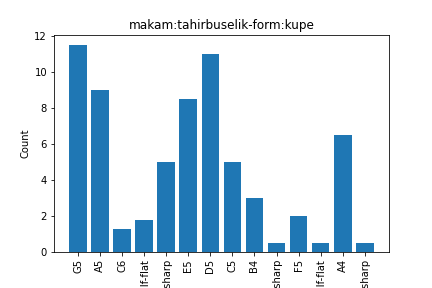 makam:tahirbuselik-form:kupe
12
10
8
6
4
2
0
Count
G5
A5
C6
lf-flat
sharp
E5
D5
C5
B4
sharp
F5
lf-flat
A4
sharp